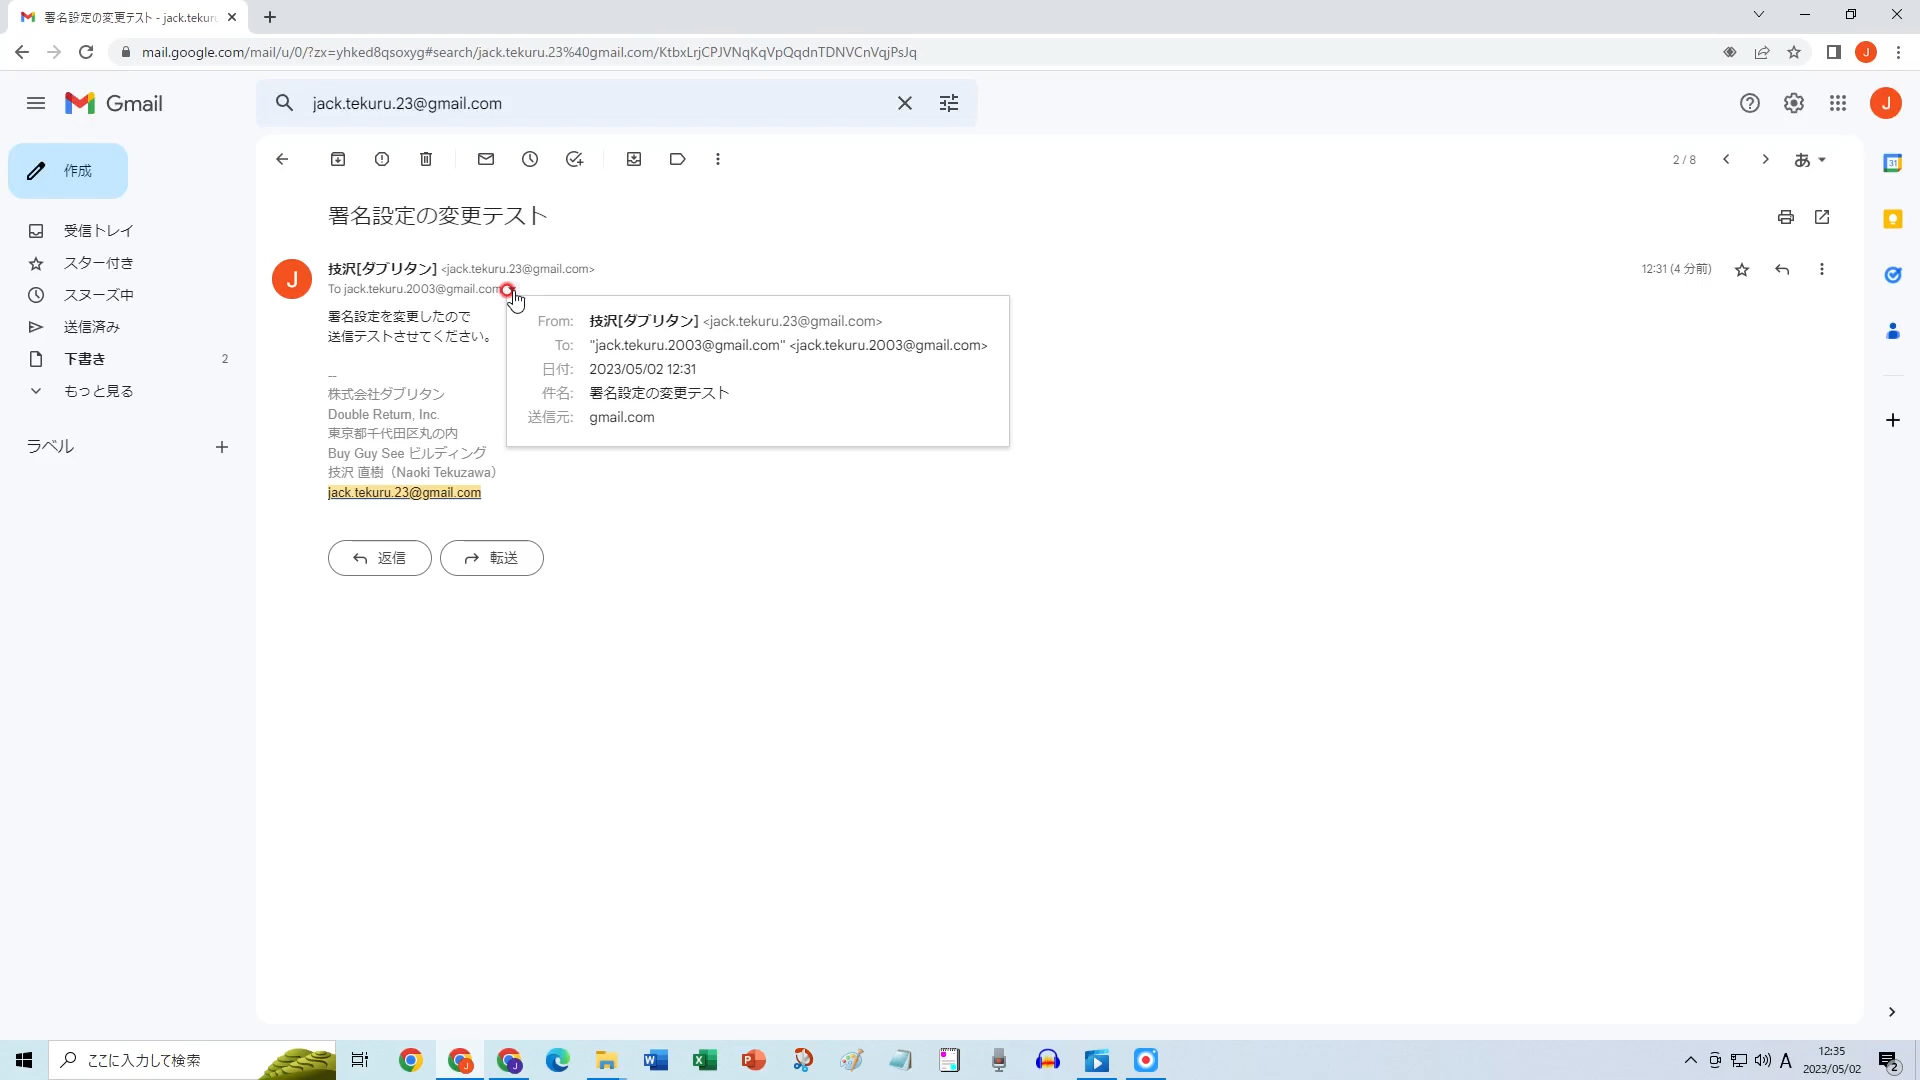 署名設定の変更テスト - jack.tekuru
mail.google.com/mail/u/0/?zx=yhked8qsoxyg#search/jack.tekuru.23%40gmail.com/KtbxLrjCPJVNqKqVpQqdnTDNVCnVqjPsJq
J
Gmail
jack.tekuru.23@gmail.com
J
作成
2 / 8
あ
31
受信トレイ
スター付き
スヌーズ中
送信済み
下書き 2
もっと見る
ラベル
署名設定の変更テスト
J
技沢[ダブリタン] <jack.tekuru.23@gmail.com>
12:31 (4 分前)
To jack.tekuru.2003@gmail.com
署名設定を変更したので
送信テストさせてください。
--
株式会社ダブリタン
Double Return, Inc.
東京都千代田区丸の内
Buy Guy See ビルディング
技沢 直樹（Naoki Tekuzawa）
jack.tekuru.23@gmail.com
From: 技沢[ダブリタン] <jack.tekuru.23@gmail.com>
To: "jack.tekuru.2003@gmail.com" <jack.tekuru.2003@gmail.com>
日付: 2023/05/02 12:31
件名: 署名設定の変更テスト
送信元: gmail.com
返信
転送
ここに入力して検索
A
12:35
2023/05/02
2